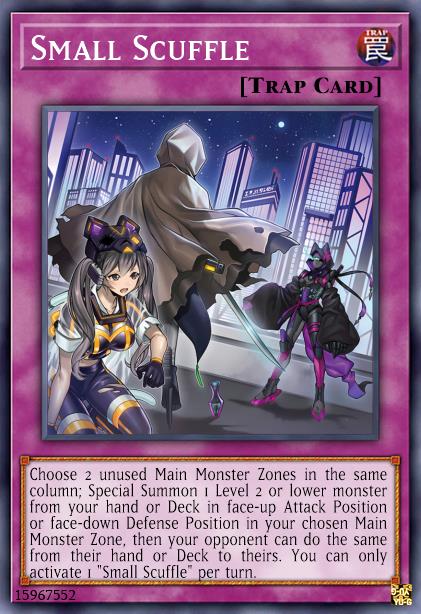 Small Scuffle
TRAP
罠
[Trap Card]
Choose 2 unused Main Monster Zones in the same
column; Special Summon 1 Level 2 or lower monster
from your hand or Deck in face-up Attack Position
or face-down Defense Position in your chosen Main
Monster Zone, then your opponent can do the same
from their hand or Deck to theirs. You can only
activate 1 "Small Scuffle" per turn.
15967552